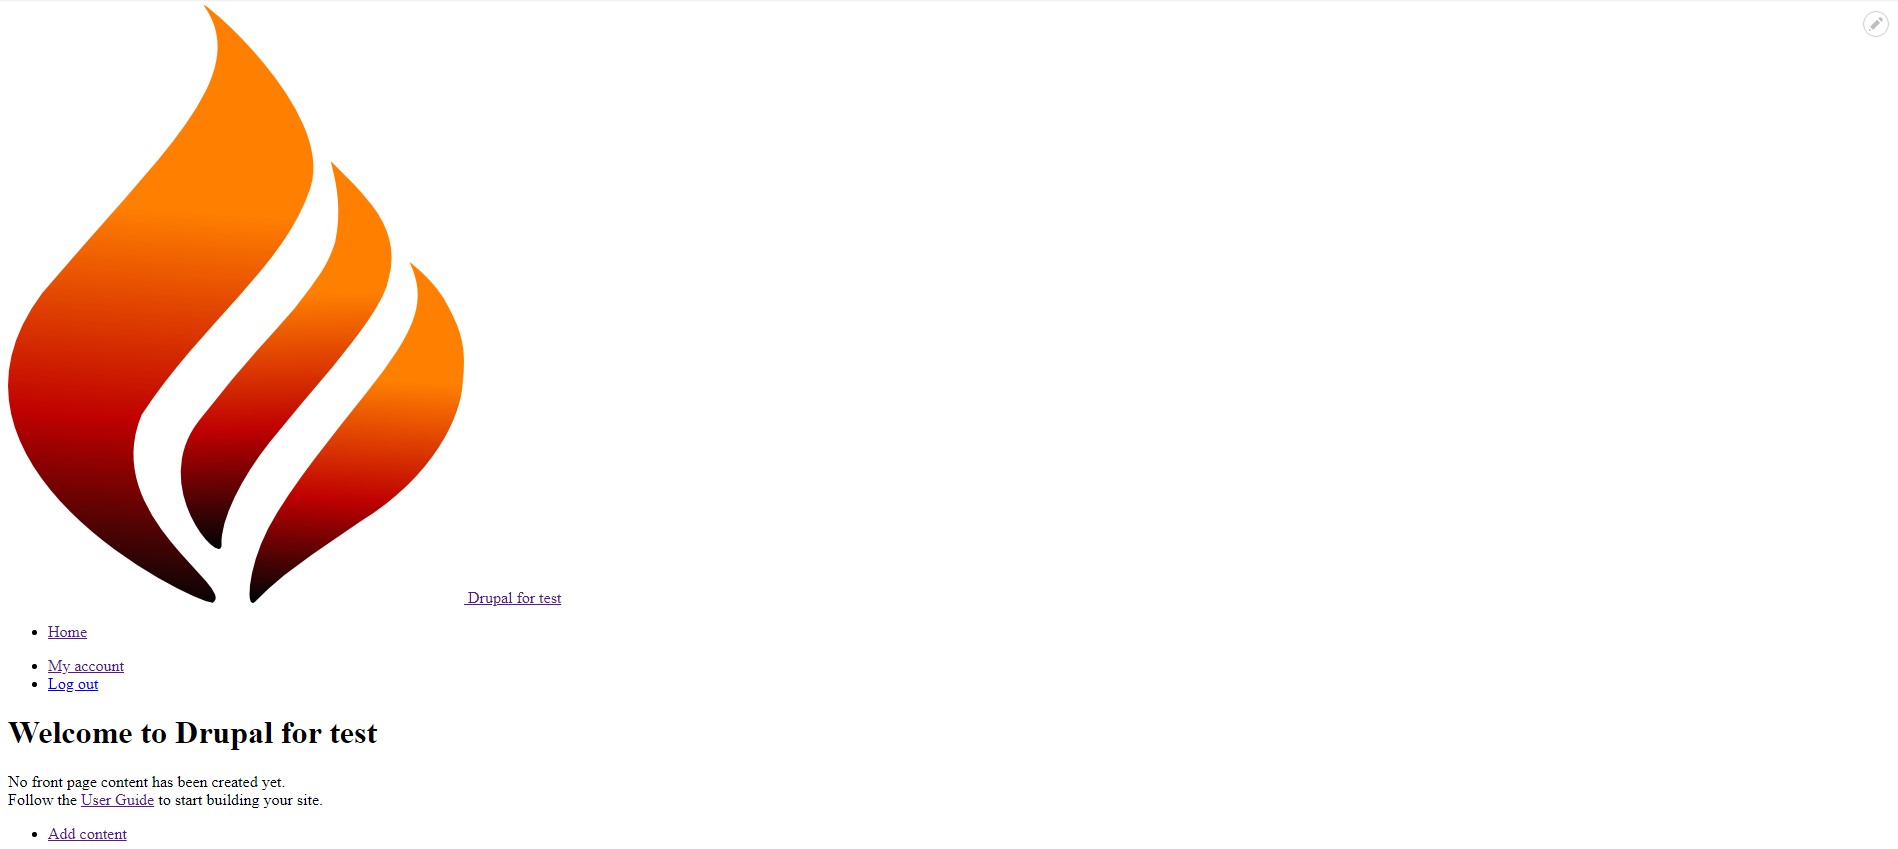 Drupal for test
Home
My account
Log out
Welcome to Drupal for test
No front page content has been created yet.
Follow the User Guide to start building your site.
Add content